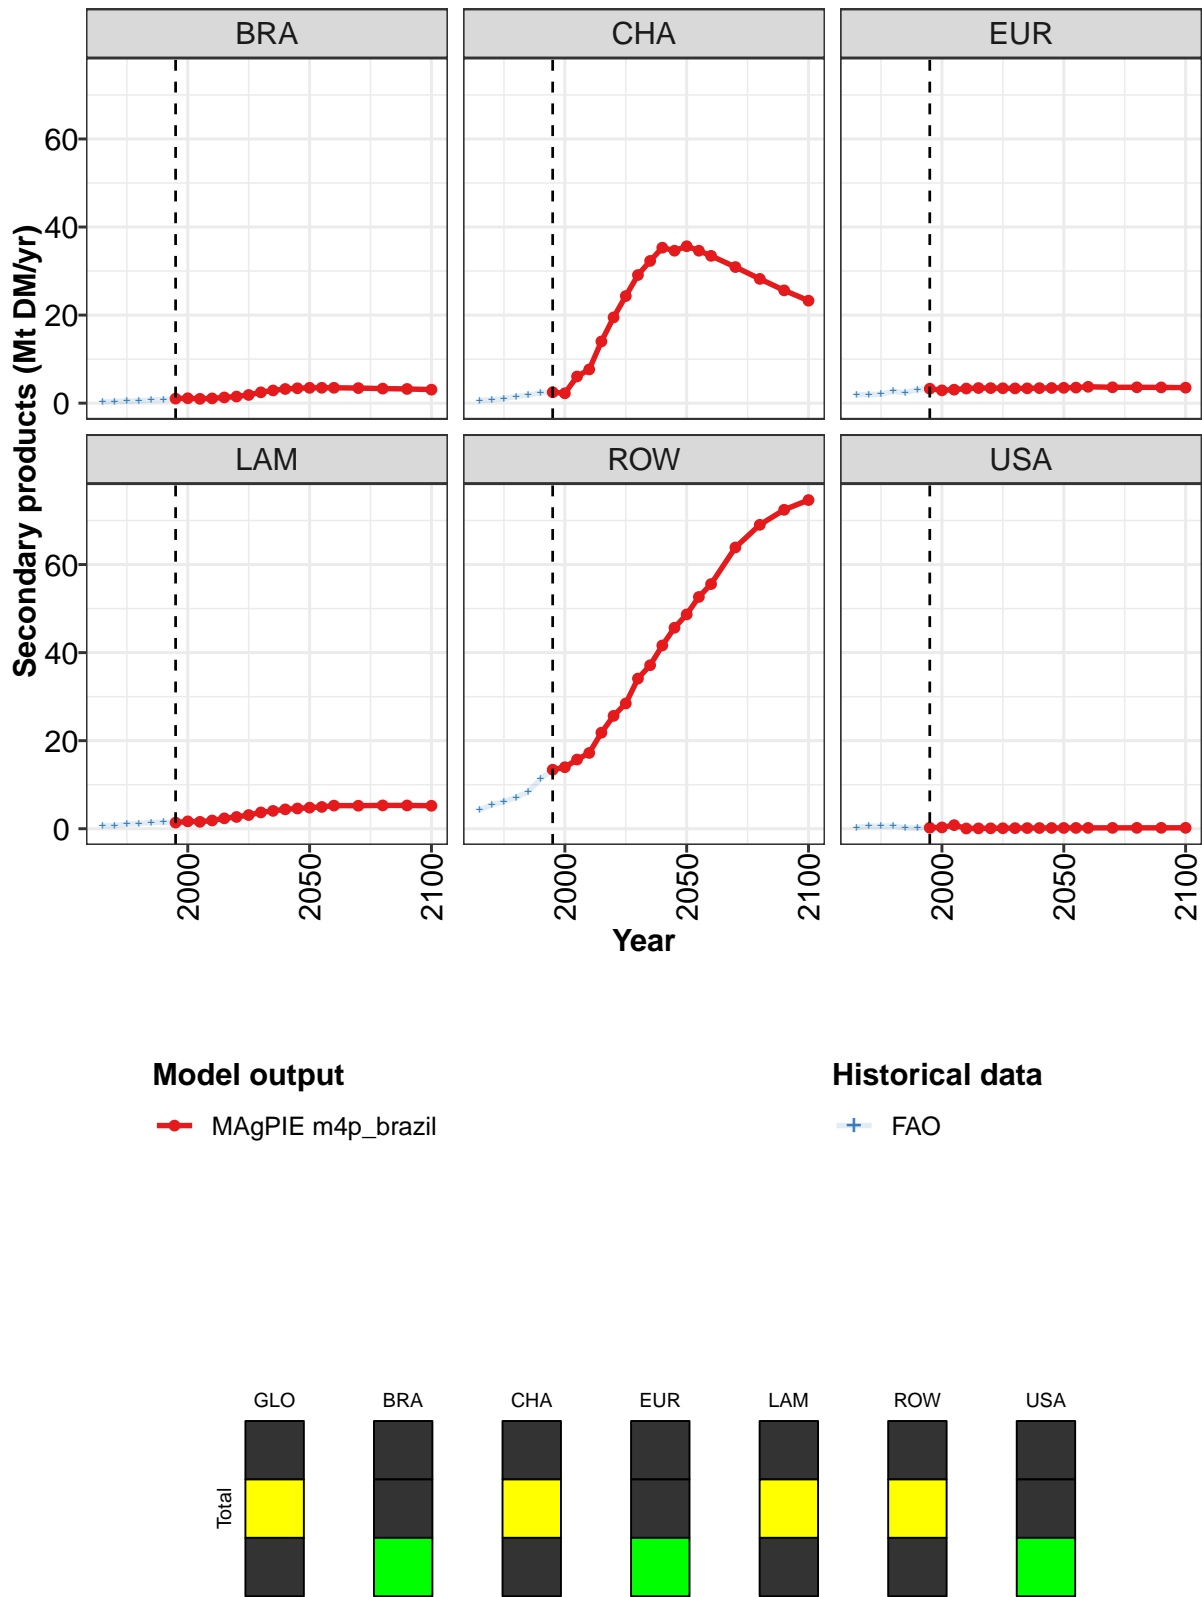 BRA CHA EUR
60
40
20
0
LAM ROW USA
60
40
20
0
Secondary products (Mt DM/yr)
2000 2050 2100 2000 2050 2100 2000 2050 2100
Year
Model output Historical data
MAgPIE m4p_brazil FAO
GLO BRA CHA EUR LAM ROW USA
Total